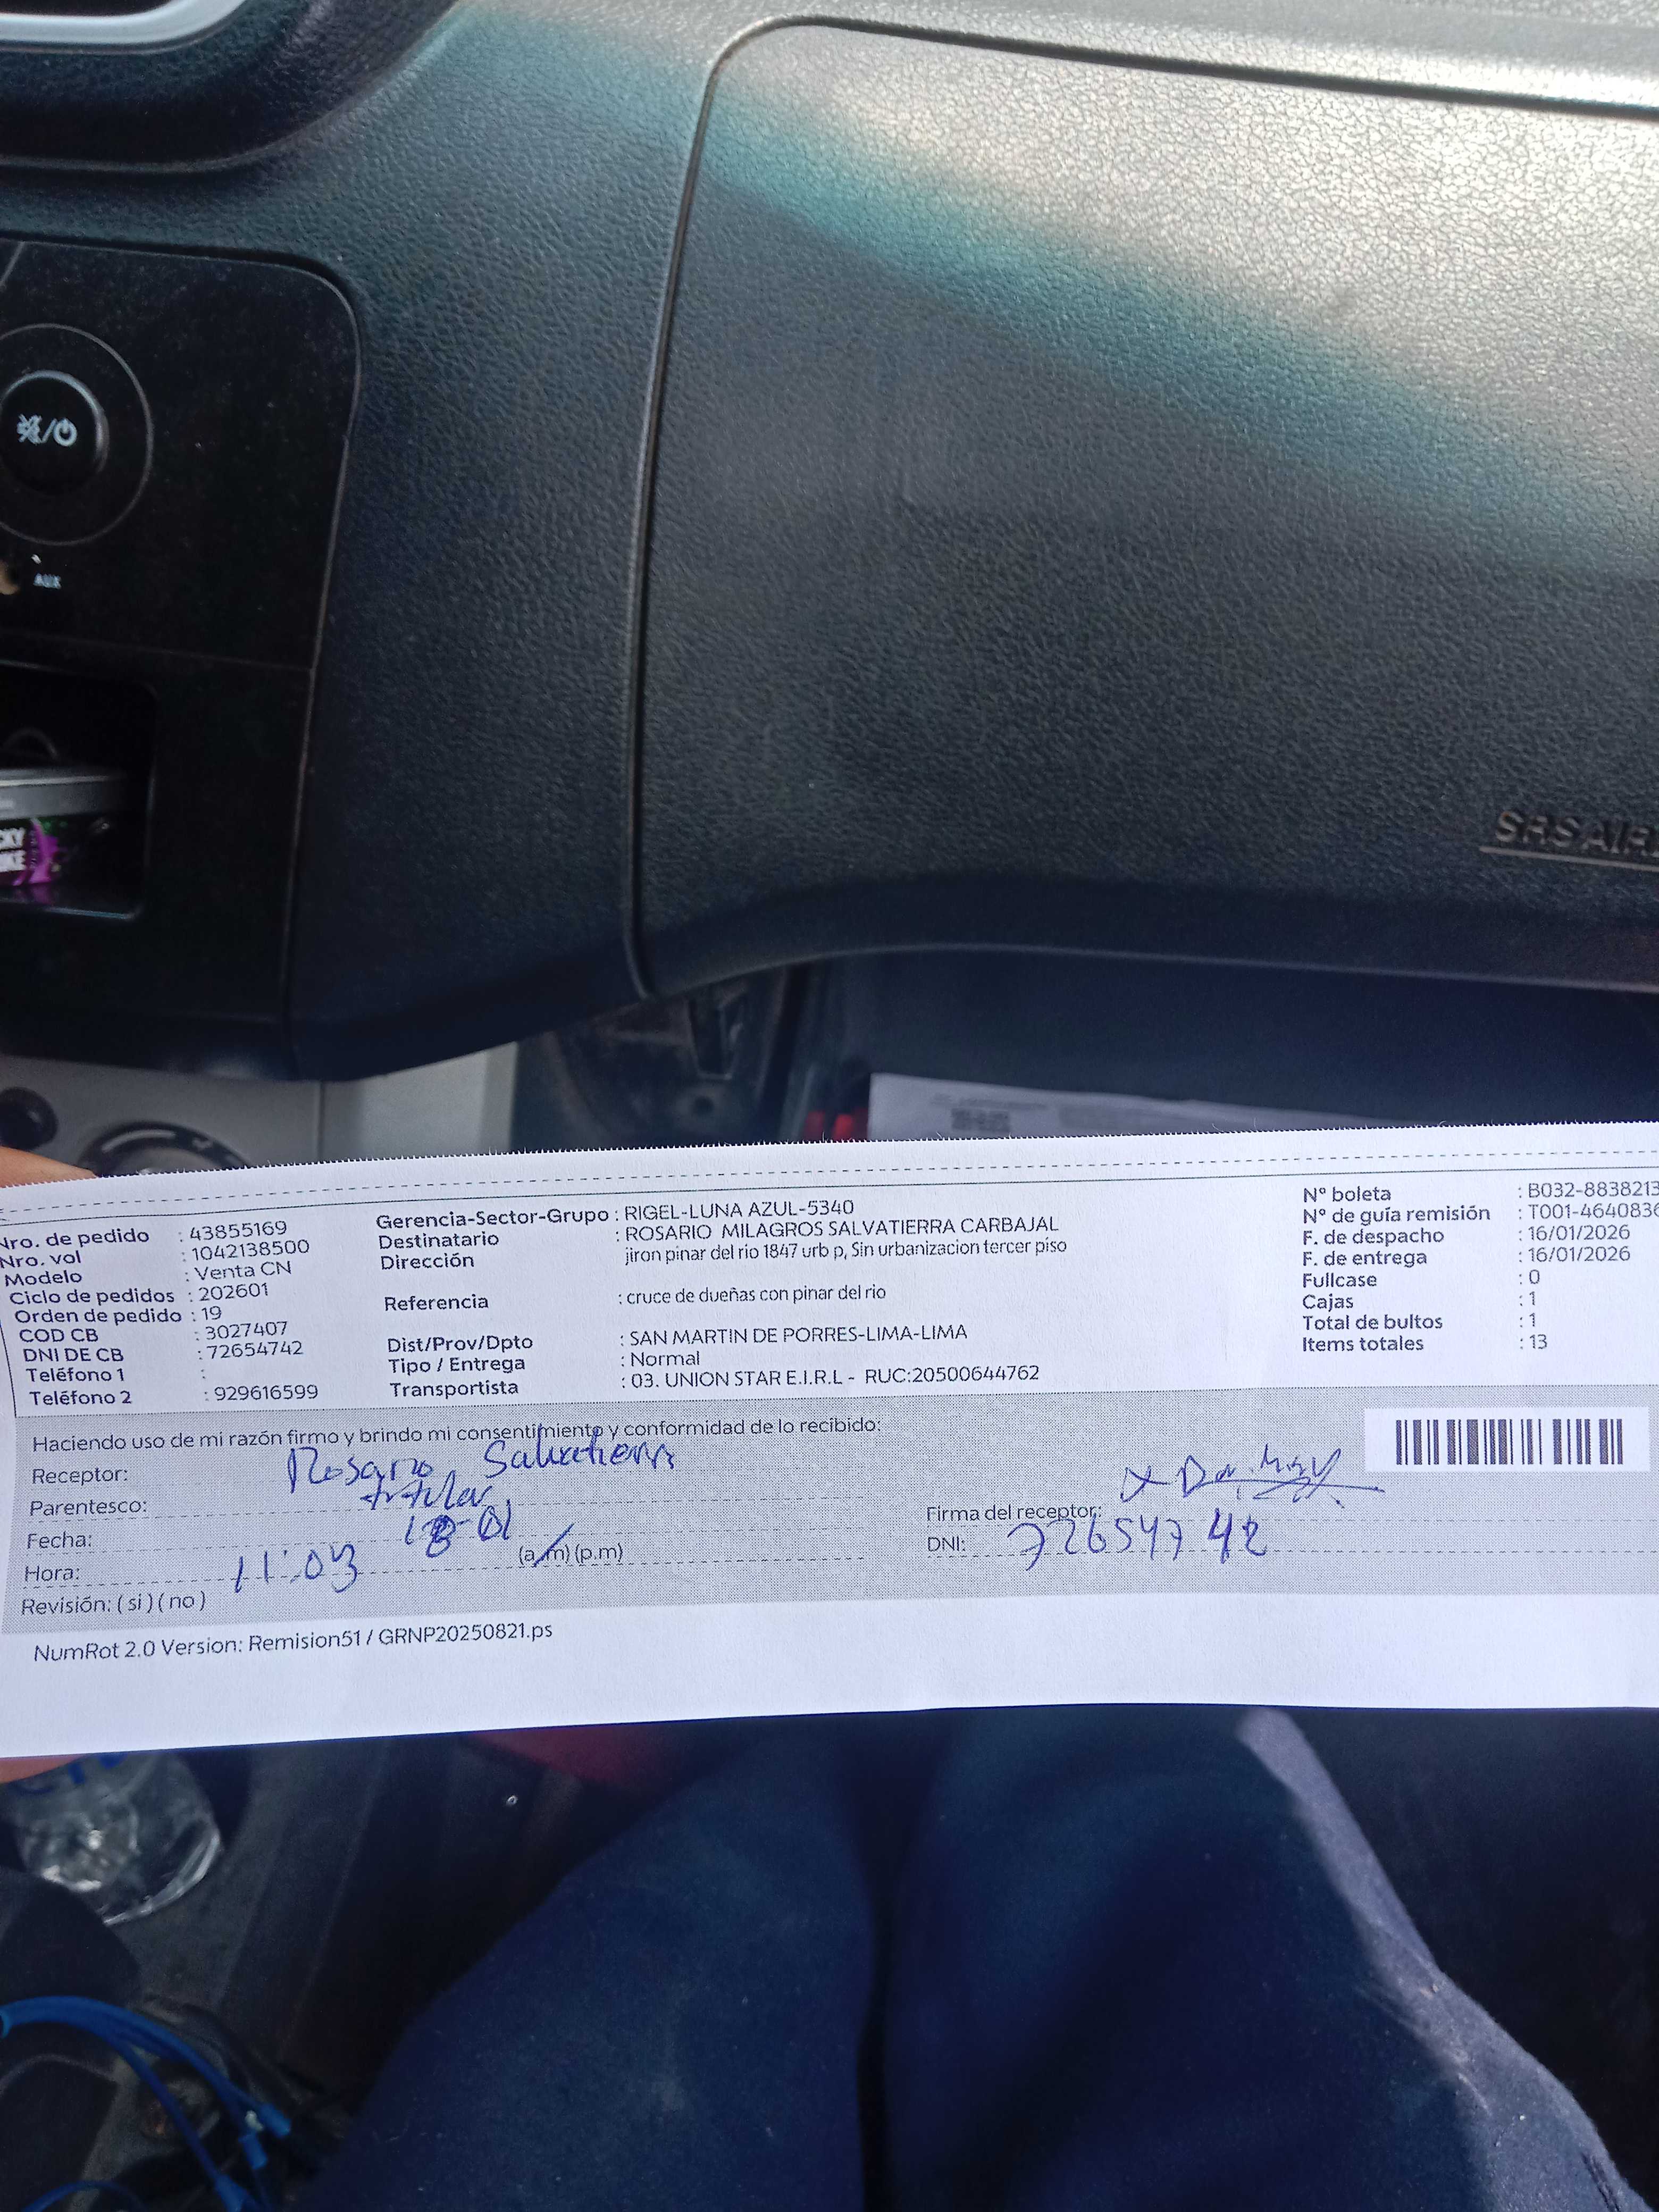 AUX
SRS AIR
Nro. de pedido : 43855169
Nro. vol : 1042138500
Modelo : Venta CN
Ciclo de pedidos : 202601
Orden de pedido : 19
COD CB : 3027407
DNI DE CB : 72654742
Teléfono 1 :
Teléfono 2 : 929616599
Gerencia-Sector-Grupo : RIGEL-LUNA AZUL-5340
Destinatario : ROSARIO MILAGROS SALVATIERRA CARBAJAL
Dirección jiron pinar del rio 1847 urb p, Sin urbanizacion tercer piso
Referencia : cruce de dueñas con pinar del rio
Dist/Prov/Dpto : SAN MARTIN DE PORRES-LIMA-LIMA
Tipo / Entrega : Normal
Transportista : 03. UNION STAR E.I.R.L - RUC:20500644762
Nº boleta : B032-8838213
Nº de guía remisión : T001-4640836
F. de despacho : 16/01/2026
F. de entrega : 16/01/2026
Fullcase : 0
Cajas : 1
Total de bultos : 1
Items totales : 13
Haciendo uso de mi razón firmo y brindo mi consentimiento y conformidad de lo recibido:
Receptor: Rosario Salvatierra
Parentesco: titular
Fecha:
Hora: 11:03 (a.m) (p.m)
Revisión: ( si ) ( no )
Firma del receptor:
DNI: 72654742
NumRot 2.0 Version: Remision51 / GRNP20250821.ps